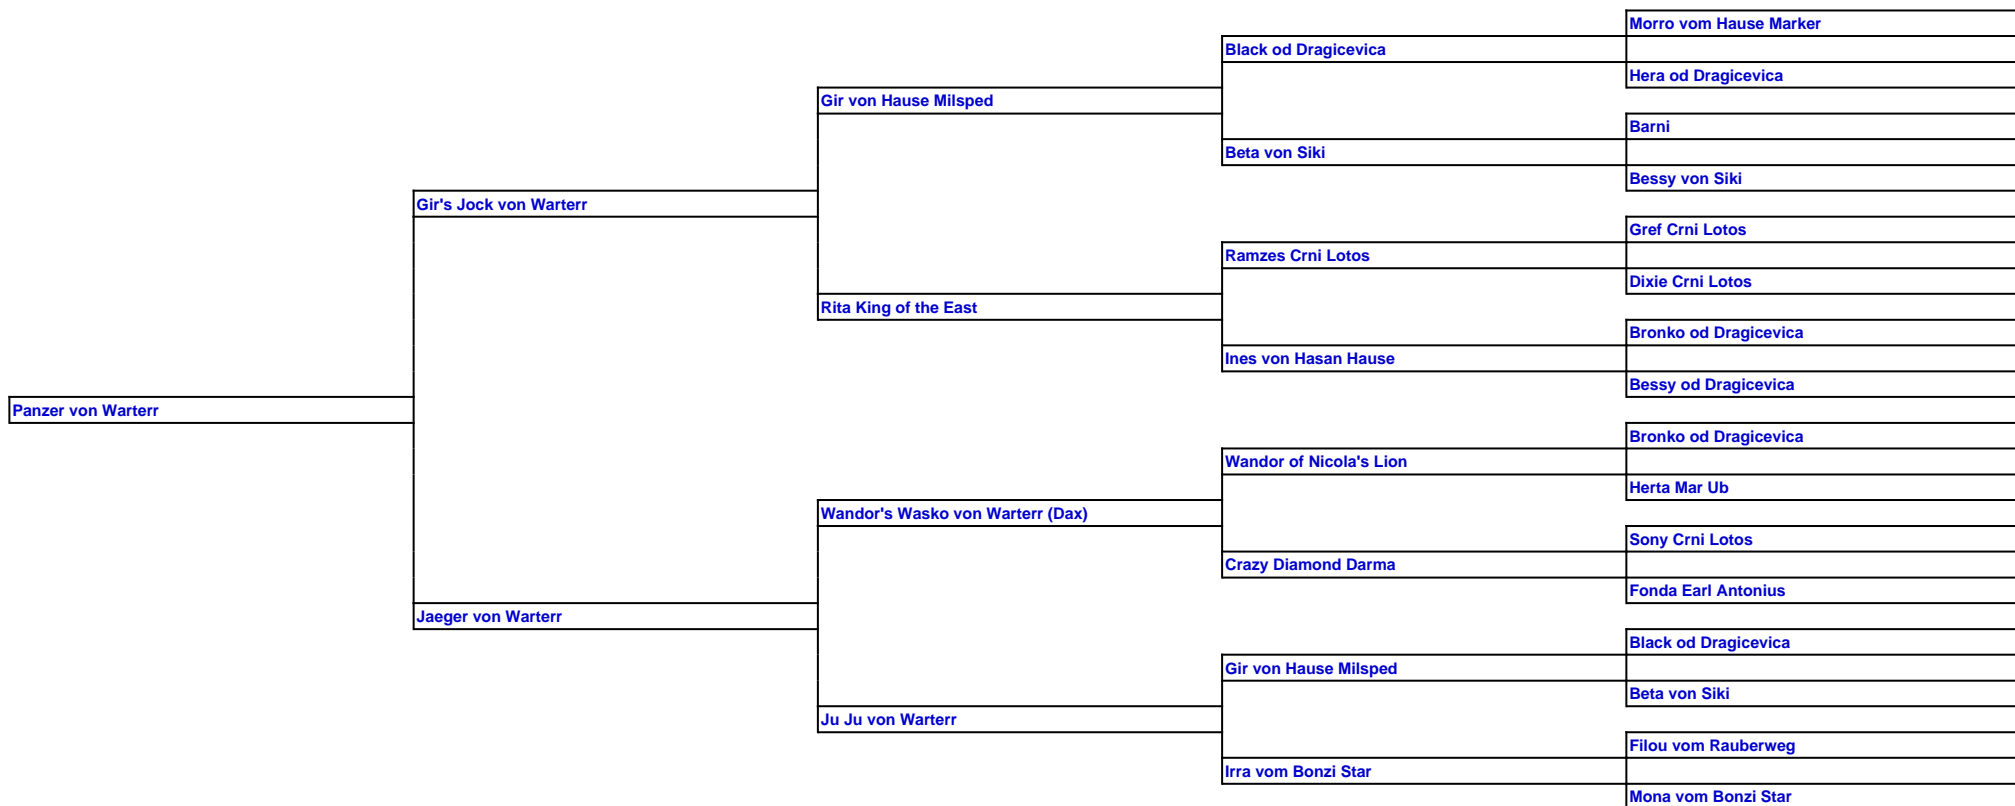 Morro vom Hause Marker
Black od Dragicevica
Hera od Dragicevica
Gir von Hause Milsped
Barni
Beta von Siki
Bessy von Siki
Gir's Jock von Warterr
Gref Crni Lotos
Ramzes Crni Lotos
Dixie Crni Lotos
Rita King of the East
Bronko od Dragicevica
Ines von Hasan Hause
Bessy od Dragicevica
Panzer von Warterr
Bronko od Dragicevica
Wandor of Nicola's Lion
Herta Mar Ub
Wandor's Wasko von Warterr (Dax)
Sony Crni Lotos
Crazy Diamond Darma
Fonda Earl Antonius
Jaeger von Warterr
Black od Dragicevica
Gir von Hause Milsped
Beta von Siki
Ju Ju von Warterr
Filou vom Rauberweg
Irra vom Bonzi Star
Mona vom Bonzi Star